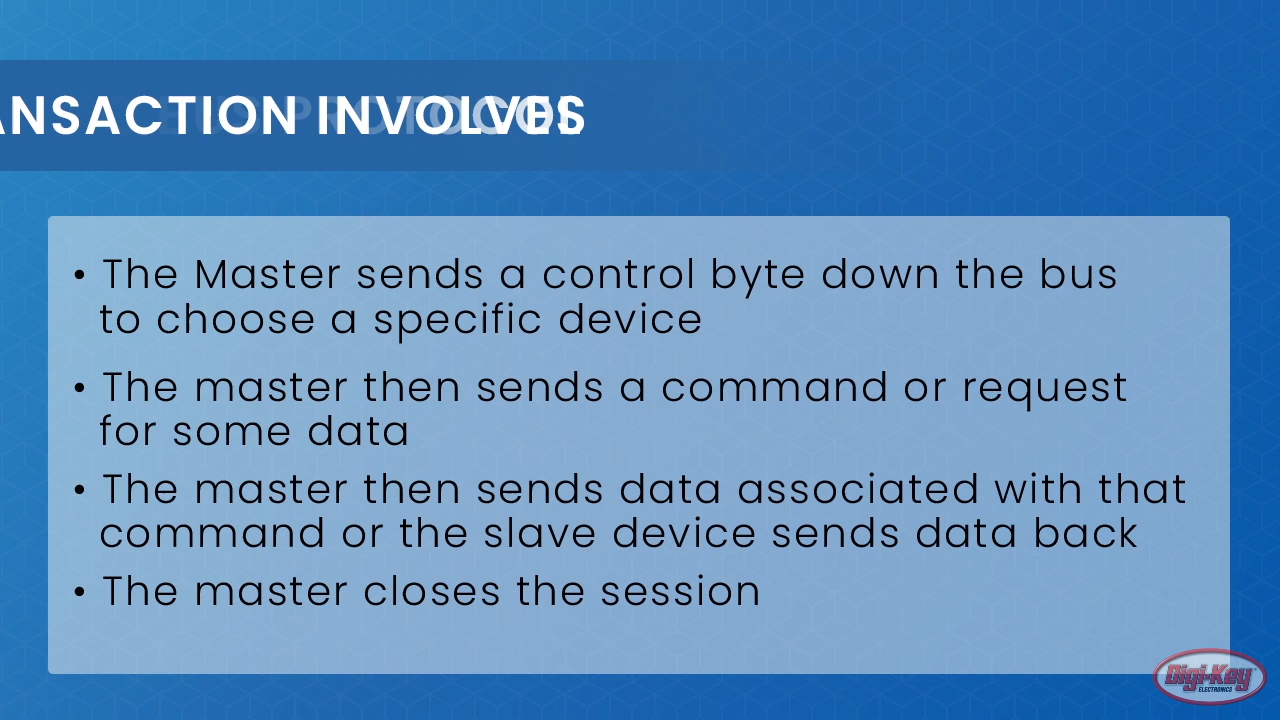 ANSACTION INVOLVES
PROTOCOL
• The Master sends a control byte down the bus
to choose a specific device
• The master then sends a command or request
for some data
• The master then sends data associated with that
command or the slave device sends data back
• The master closes the session
Digi-Key
ELECTRONICS